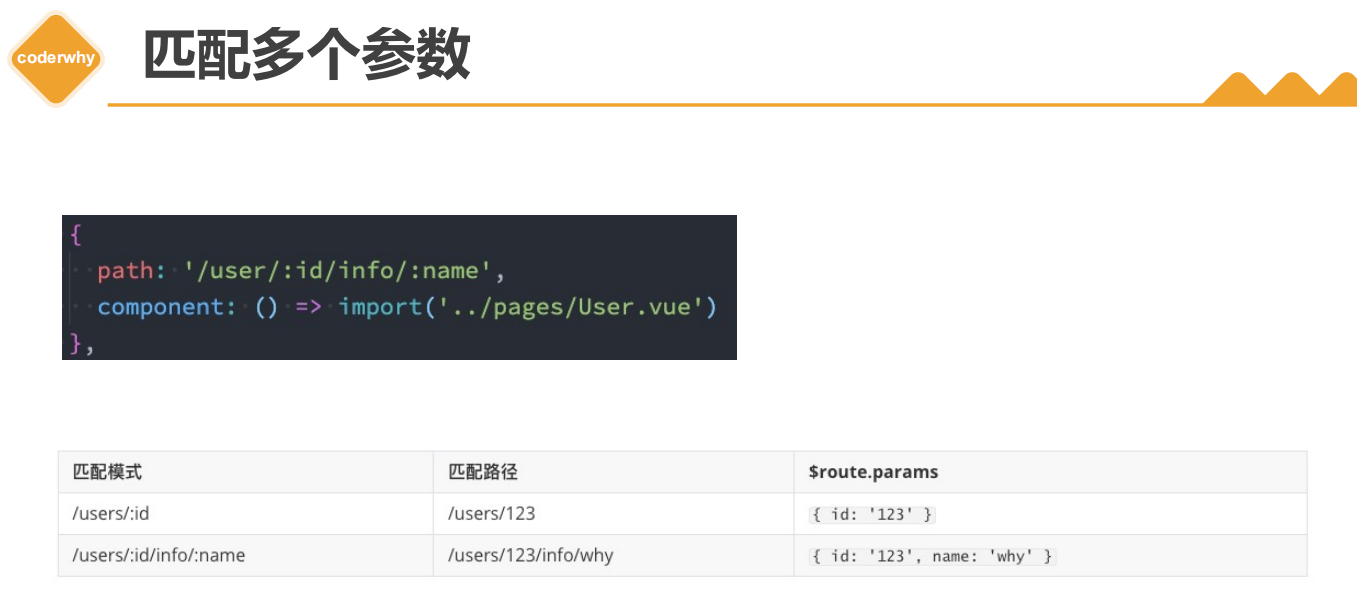 coderwhy
匹配多个参数
{
path: '/user/:id/info/:name',
component: () => import('../pages/User.vue')
},
匹配模式 匹配路径 $route.params
/users/:id /users/123 { id: '123' }
/users/:id/info/:name /users/123/info/why { id: '123', name: 'why' }